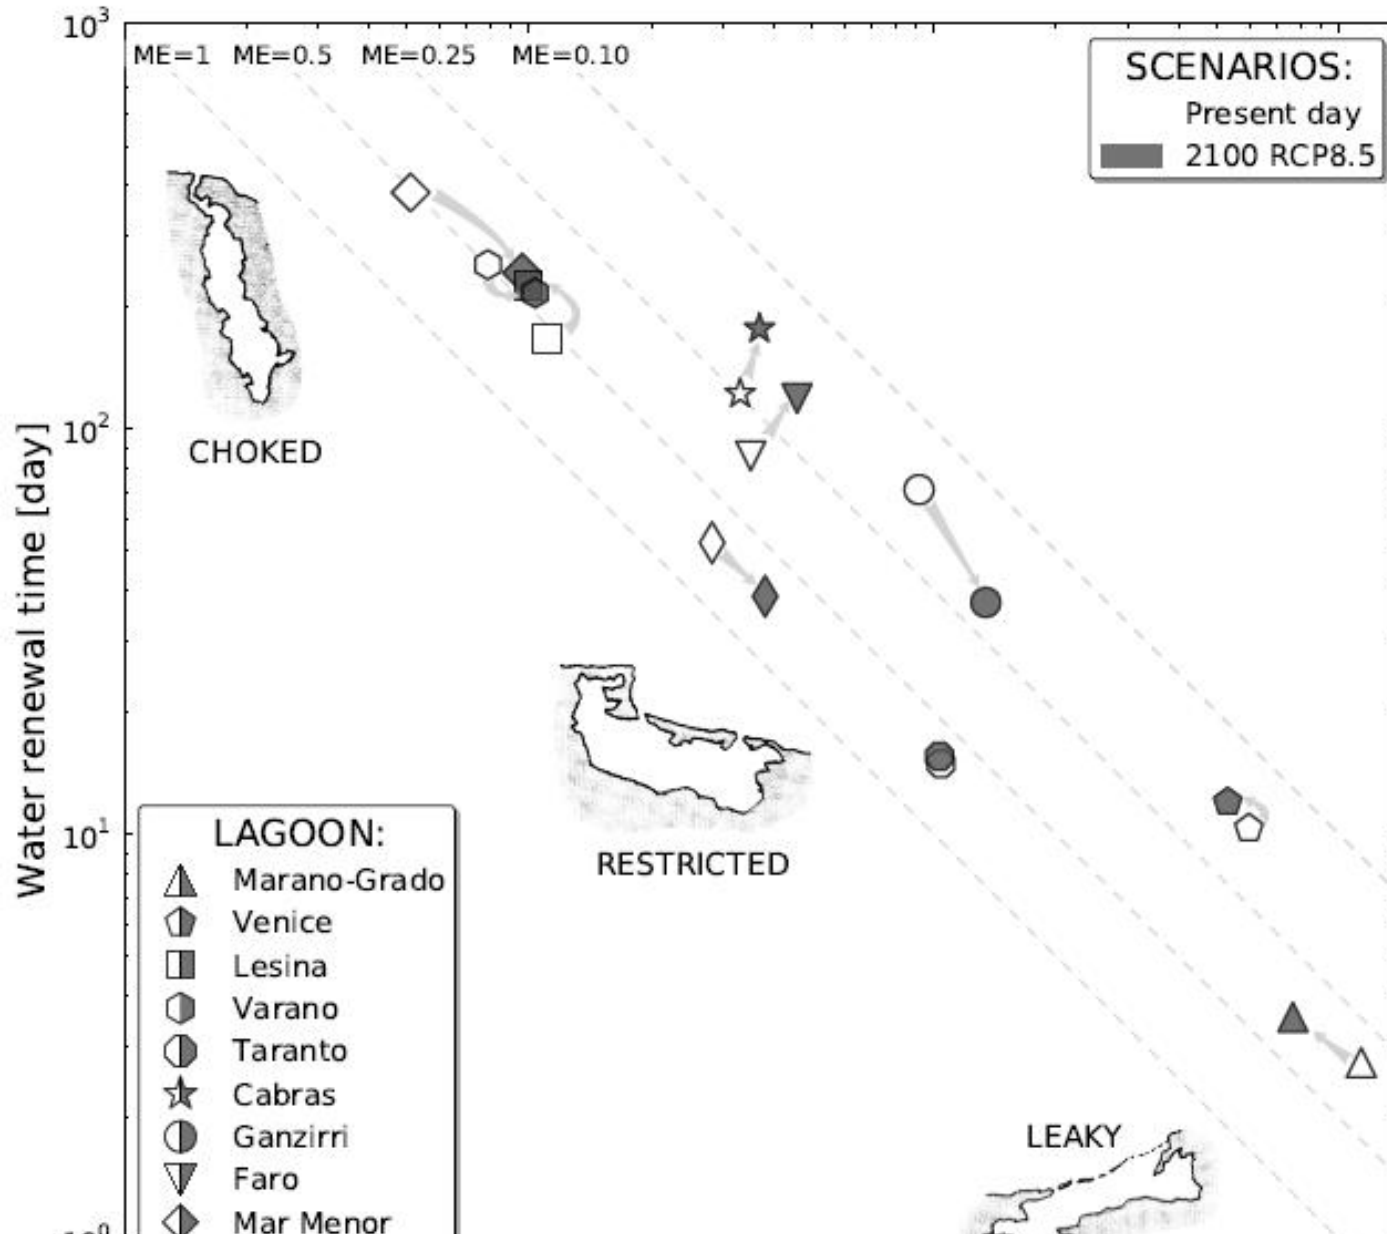 10³
ME=1 ME=0.5 ME=0.25 ME=0.10
SCENARIOS:
Present day
2100 RCP8.5
CHOKED
10²
Water renewal time [day]
RESTRICTED
10¹
LAGOON:
Marano-Grado
Venice
Lesina
Varano
Taranto
Cabras
Ganzirri
Faro
Mar Menor
LEAKY